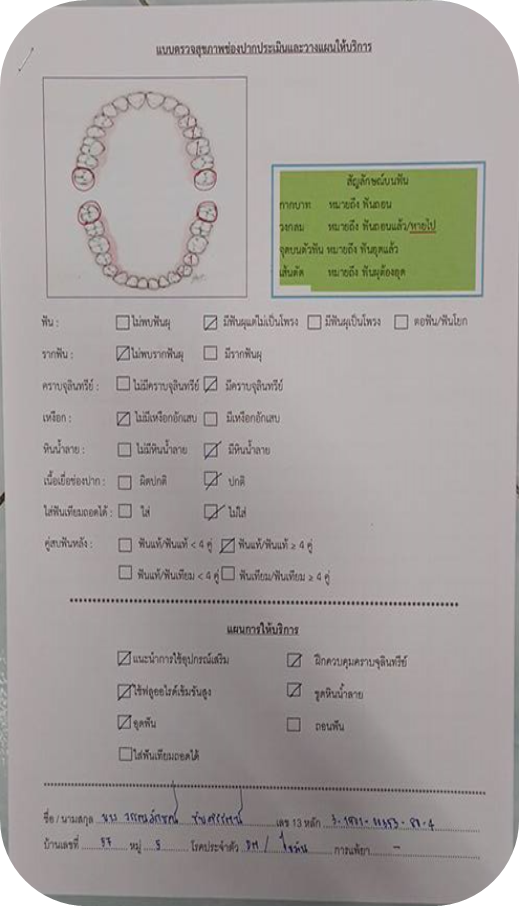 แบบตรวจสุขภาพช่องปากประเมินและวางแผนให้บริการ
สัญลักษณ์บนฟัน
กากบาท หมายถึง ฟันถอน
วงกลม หมายถึง ฟันถอนแล้ว/หายไป
จุดบนตัวฟัน หมายถึง ฟันอุดแล้ว
เส้นตัด หมายถึง ฟันผุต้องอุด
ฟัน : ไม่พบฟันผุ มีฟันผุแต่ไม่เป็นโพรง มีฟันผุเป็นโพรง ตอฟัน/ฟันโยก
รากฟัน : ไม่พบรากฟันผุ มีรากฟันผุ
คราบจุลินทรีย์ : ไม่มีคราบจุลินทรีย์ มีคราบจุลินทรีย์
เหงือก : ไม่มีเหงือกอักเสบ มีเหงือกอักเสบ
หินน้ำลาย : ไม่มีหินน้ำลาย มีหินน้ำลาย
เนื้อเยื่อช่องปาก : ผิดปกติ ปกติ
ใส่ฟันเทียมถอดได้ : ใส่ ไม่ใส่
คู่สบฟันหลัง : ฟันแท้/ฟันแท้ < 4 คู่ ฟันแท้/ฟันแท้ ≥ 4 คู่
ฟันแท้/ฟันเทียม < 4 คู่ ฟันเทียม/ฟันเทียม ≥ 4 คู่
แผนการให้บริการ
แนะนำการใช้อุปกรณ์เสริม ฝึกควบคุมคราบจุลินทรีย์
ใช้ฟลูออไรด์เข้มข้นสูง ขูดหินน้ำลาย
อุดฟัน ถอนฟัน
ใส่ฟันเทียมถอดได้
ชื่อ / นามสกุล นาง เลข 13 หลัก
บ้านเลขที่ หมู่ 5 โรคประจำตัว DM / ไขมัน การแพ้ยา -